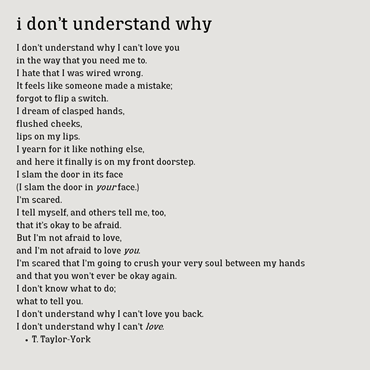 i don't understand why
I don't understand why I can't love you
in the way that you need me to.
I hate that I was wired wrong.
It feels like someone made a mistake;
forgot to flip a switch.
I dream of clasped hands,
flushed cheeks,
lips on my lips.
I yearn for it like nothing else,
and here it finally is on my front doorstep.
I slam the door in its face
(I slam the door in your face.)
I'm scared.
I tell myself, and others tell me, too,
that it's okay to be afraid.
But I'm not afraid to love,
and I'm not afraid to love you.
I'm scared that I'm going to crush your very soul between my hands
and that you won't ever be okay again.
I don't know what to do;
what to tell you.
I don't understand why I can't love you back.
I don't understand why I can't love.
• T. Taylor-York